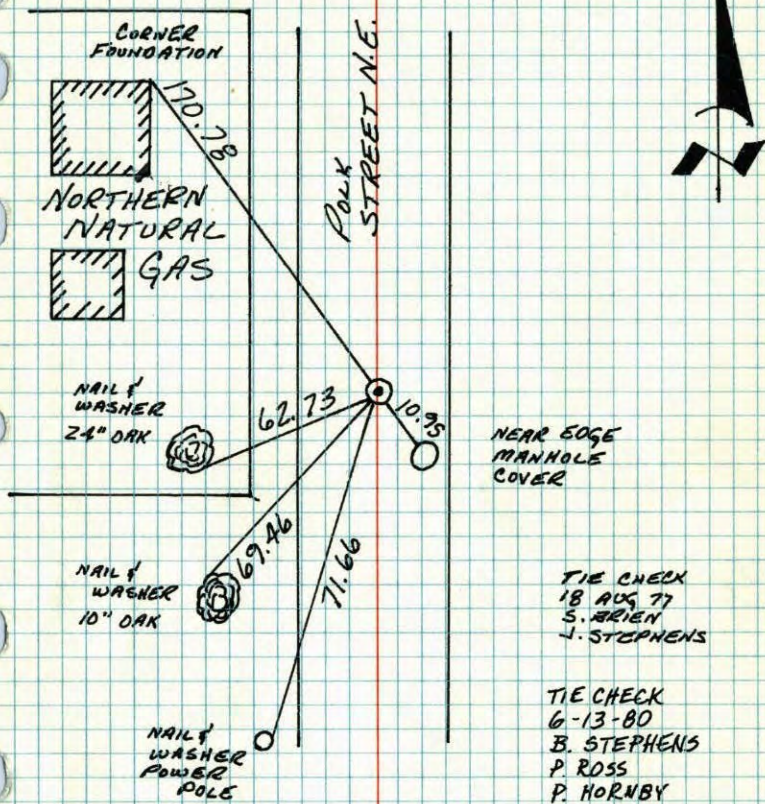 CORNER
FOUNDATION
170.78
POLK
STREET N.E.
N
NORTHERN
NATURAL
GAS
NAIL &
WASHER
24" OAK
62.73
10.95
NEAR EDGE
MANHOLE
COVER
69.46
NAIL &
WASHER
10" OAK
71.66
TIE CHECK
18 AUG 77
S. BRIEN
J. STEPHENS
TIE CHECK
6-13-80
B. STEPHENS
P. ROSS
P. HORNBY
NAIL &
WASHER
POWER
POLE